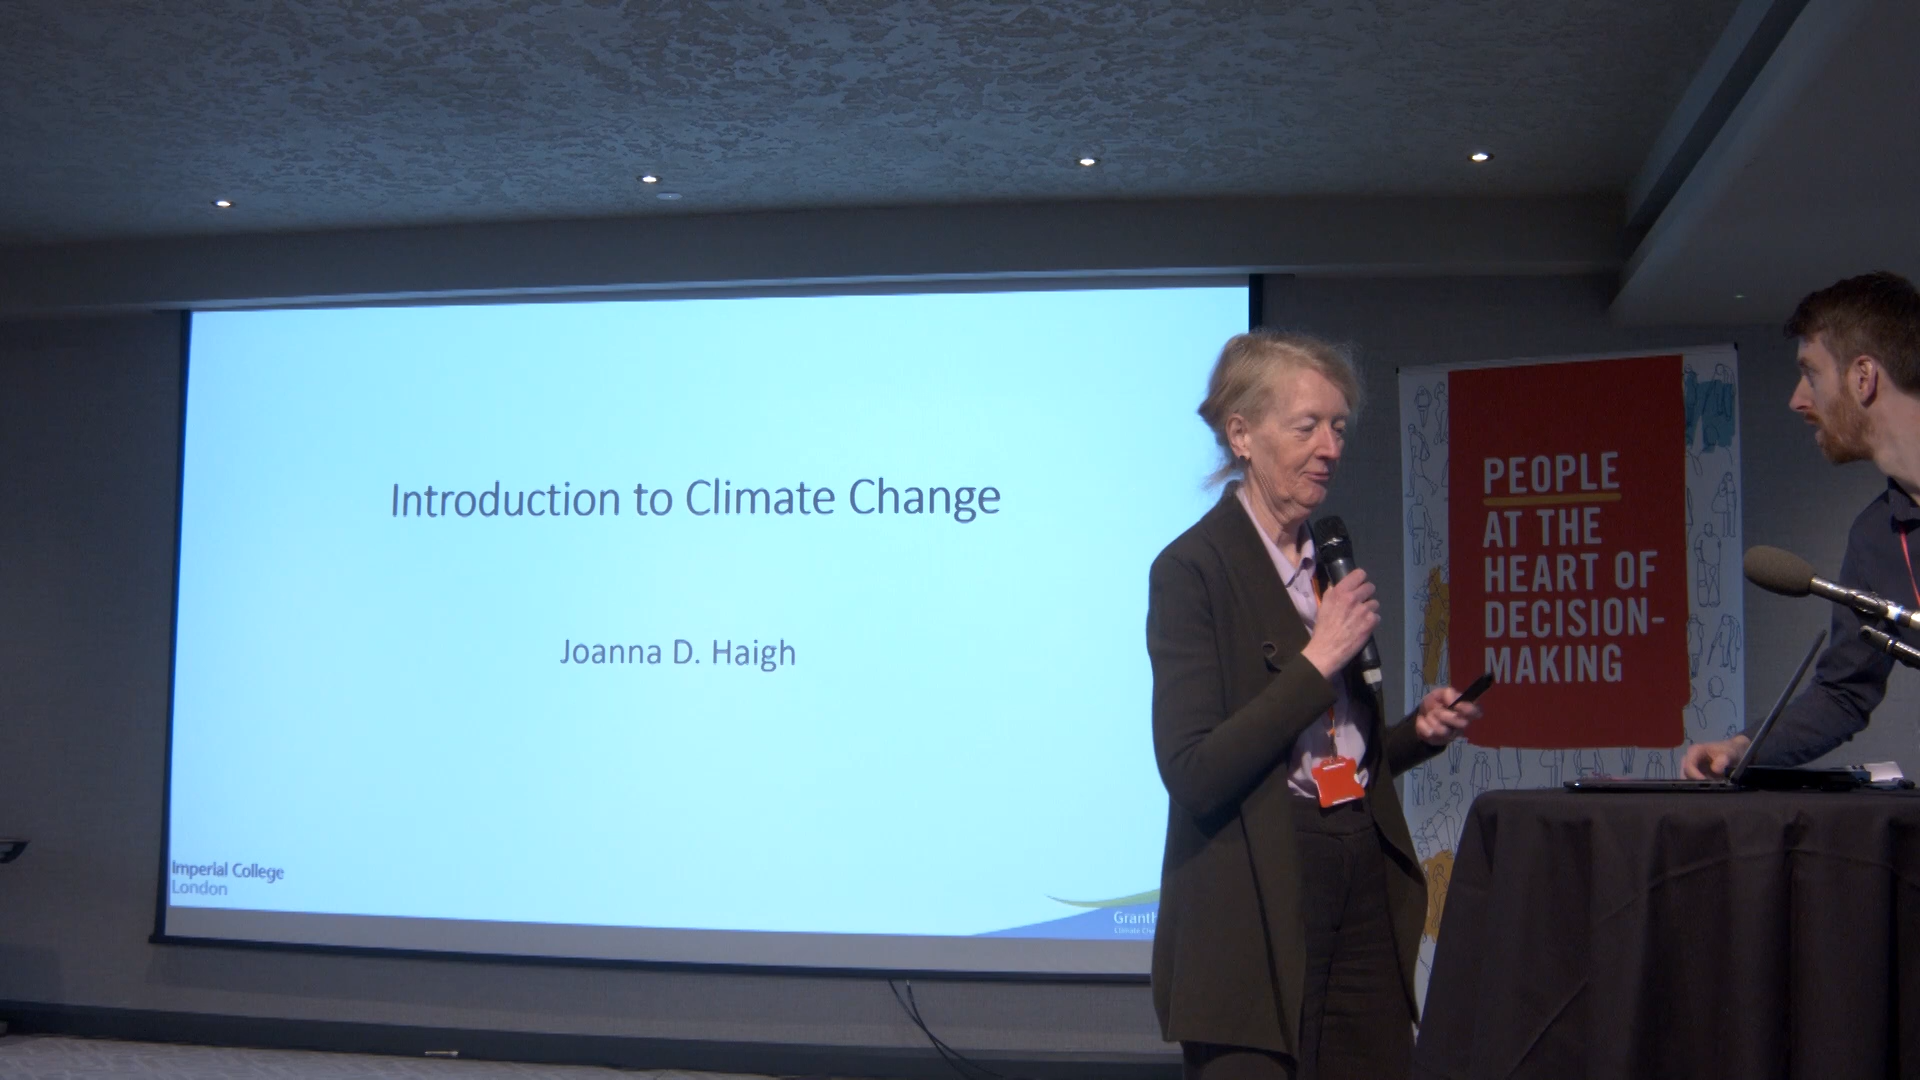 Introduction to Climate Change
Joanna D. Haigh
Imperial College
London
PEOPLE
AT THE
HEART OF
DECISION-
MAKING